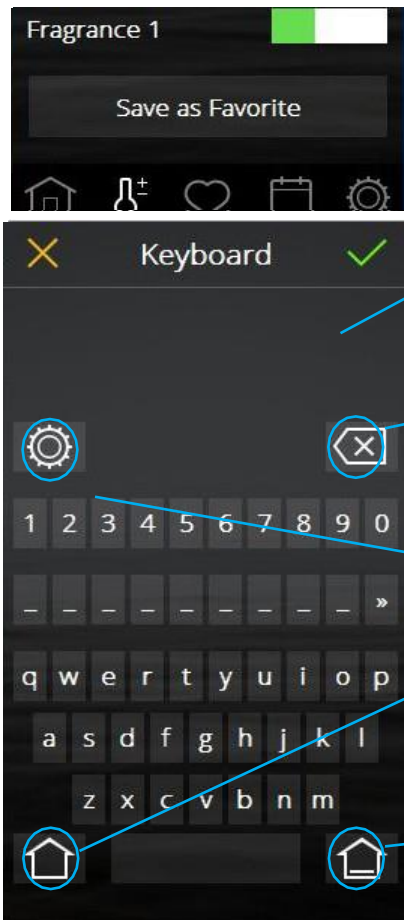 Fragrance 1
Save as Favorite
Keyboard
1 2 3 4 5 6 7 8 9 0
_ _ _ _ _ _ _ _ _ »
q w e r t y u i o p
a s d f g h j k l
z x c v b n m